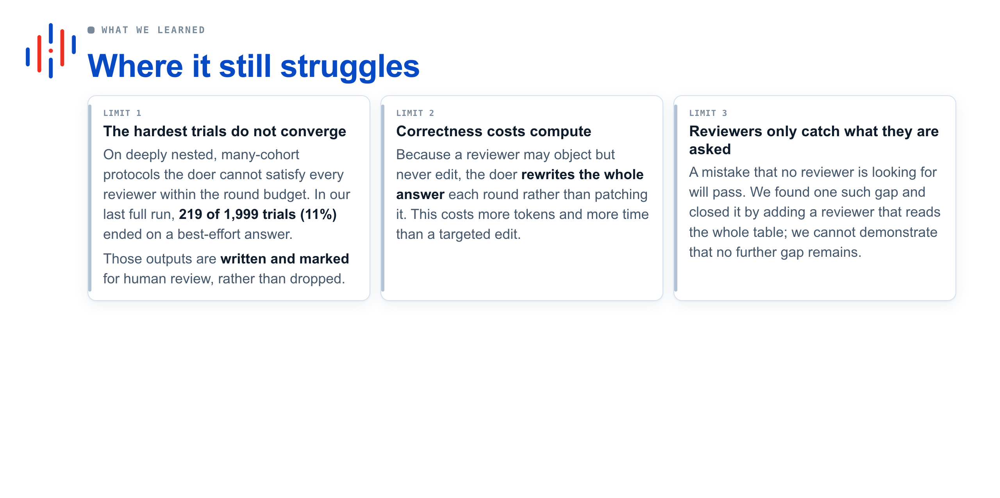 WHAT WE LEARNED
Where it still struggles
LIMIT 1
The hardest trials do not converge
On deeply nested, many-cohort
protocols the doer cannot satisfy every
reviewer within the round budget. In our
last full run, 219 of 1,999 trials (11%)
ended on a best-effort answer.
Those outputs are written and marked
for human review, rather than dropped.
LIMIT 2
Correctness costs compute
Because a reviewer may object but
never edit, the doer rewrites the whole
answer each round rather than patching
it. This costs more tokens and more time
than a targeted edit.
LIMIT 3
Reviewers only catch what they are
asked
A mistake that no reviewer is looking for
will pass. We found one such gap and
closed it by adding a reviewer that reads
the whole table; we cannot demonstrate
that no further gap remains.